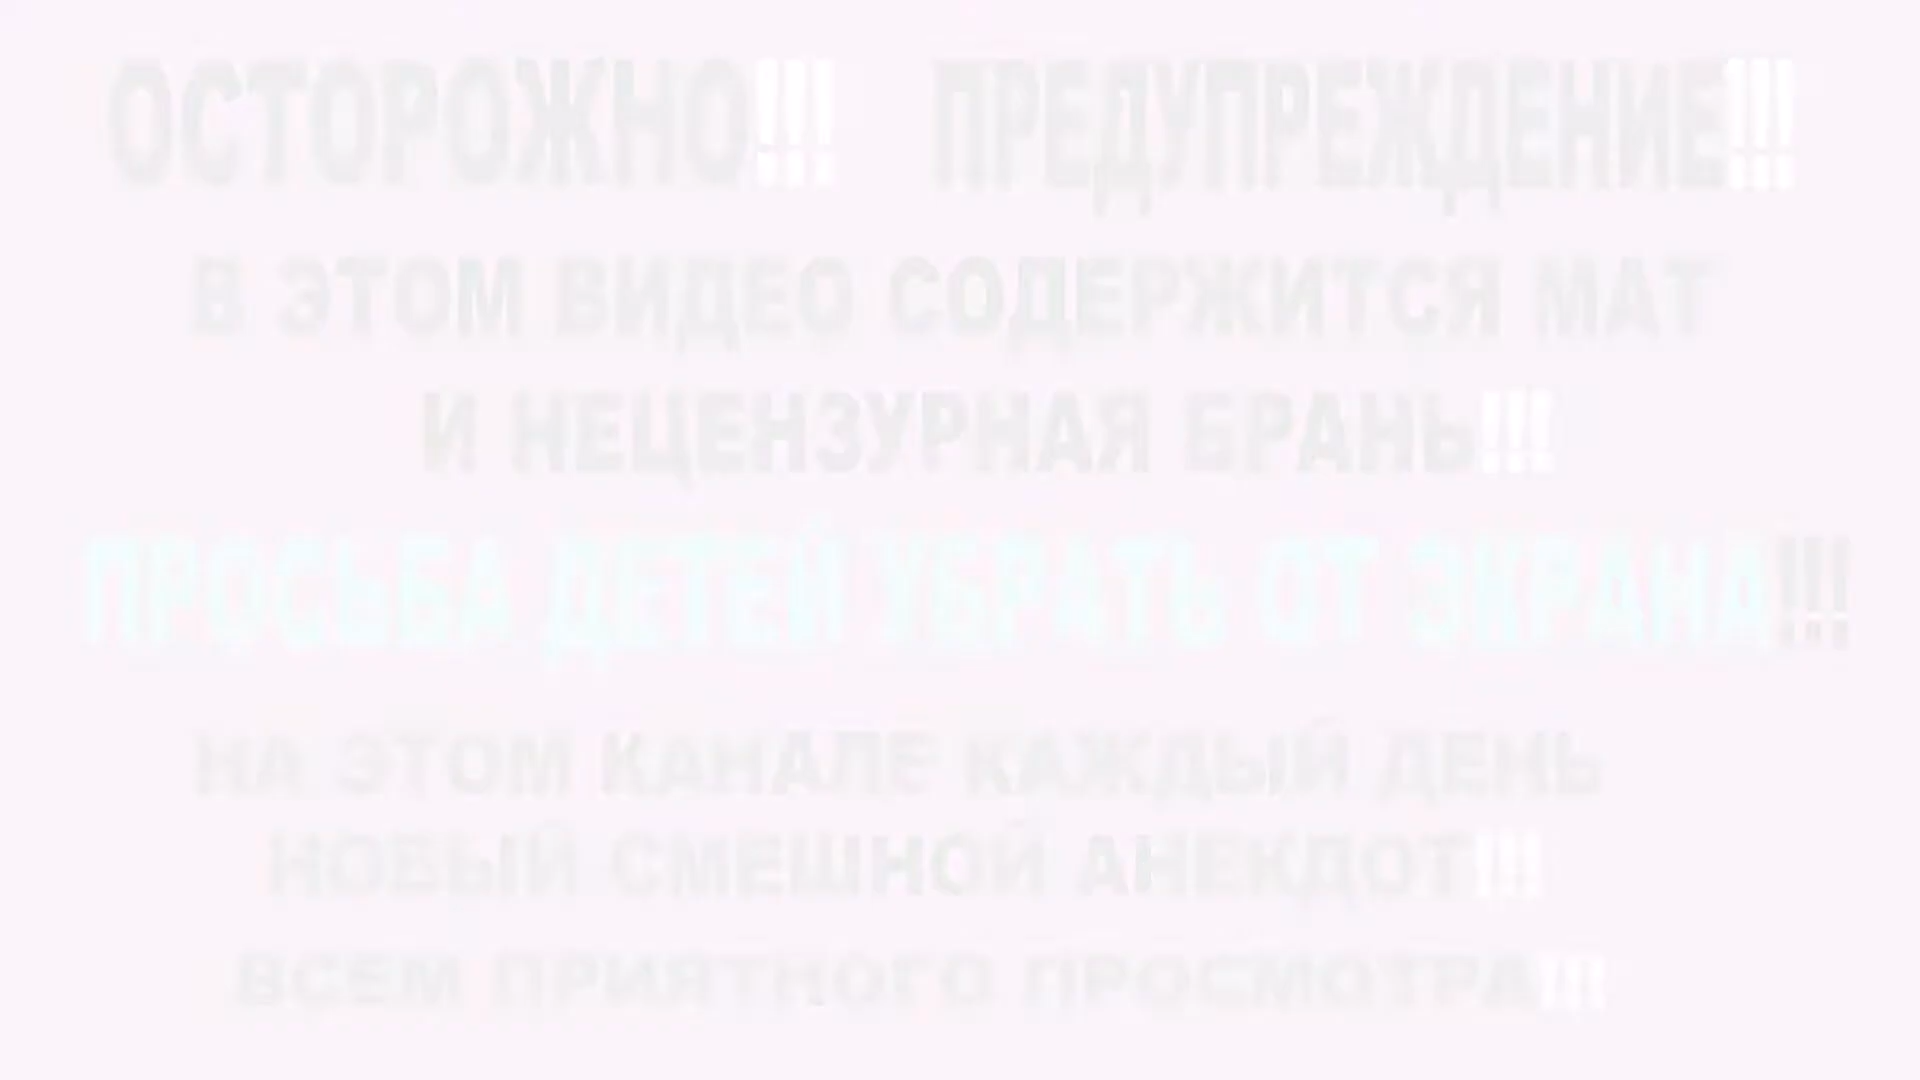 ОСТОРОЖНО!!! ПРЕДУПРЕЖДЕНИЕ!!!
В ЭТОМ ВИДЕО СОДЕРЖИТСЯ МАТ
И НЕЦЕНЗУРНАЯ БРАНЬ!!!
ПРОСЬБА ДЕТЕЙ УБРАТЬ ОТ ЭКРАНА!!!
НА ЭТОМ КАНАЛЕ КАЖДЫЙ ДЕНЬ
НОВЫЙ СМЕШНОЙ АНЕКДОТ!!!
ВСЕМ ПРИЯТНОГО ПРОСМОТРА!!!